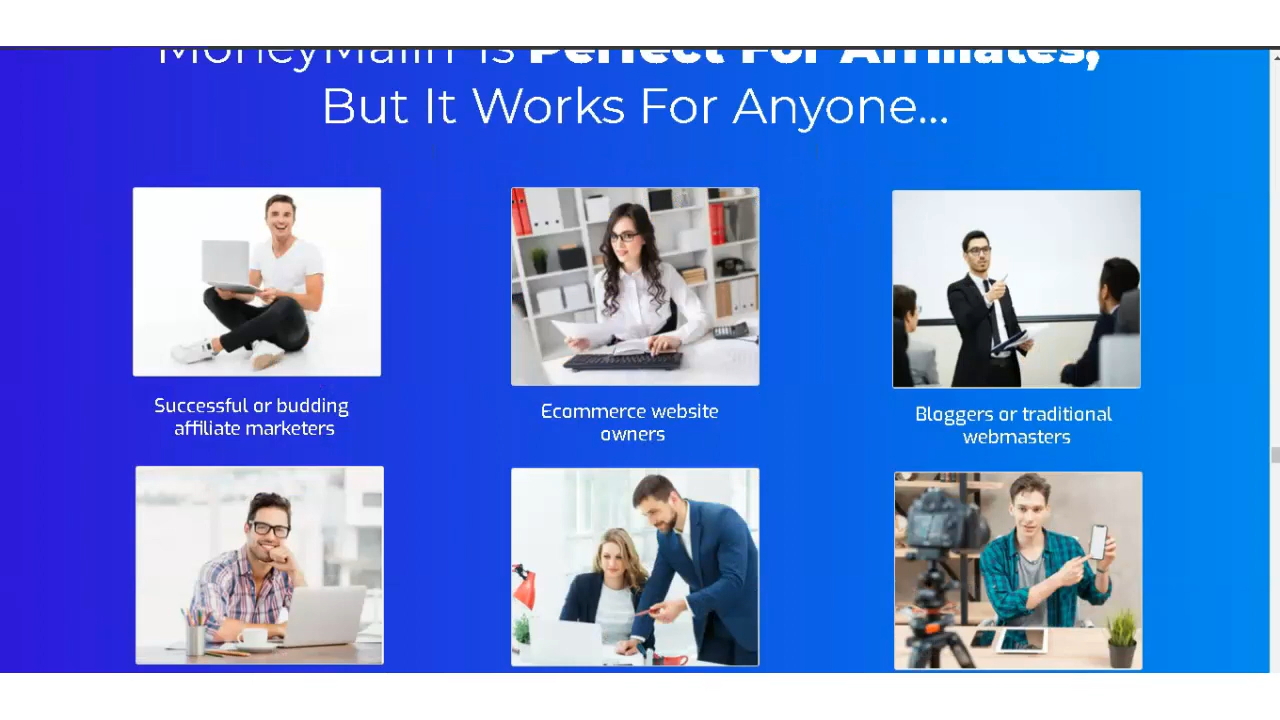 is Perfect For Affiliates,
But It Works For Anyone...
Successful or budding
affiliate marketers
Ecommerce website
owners
Bloggers or traditional
webmasters